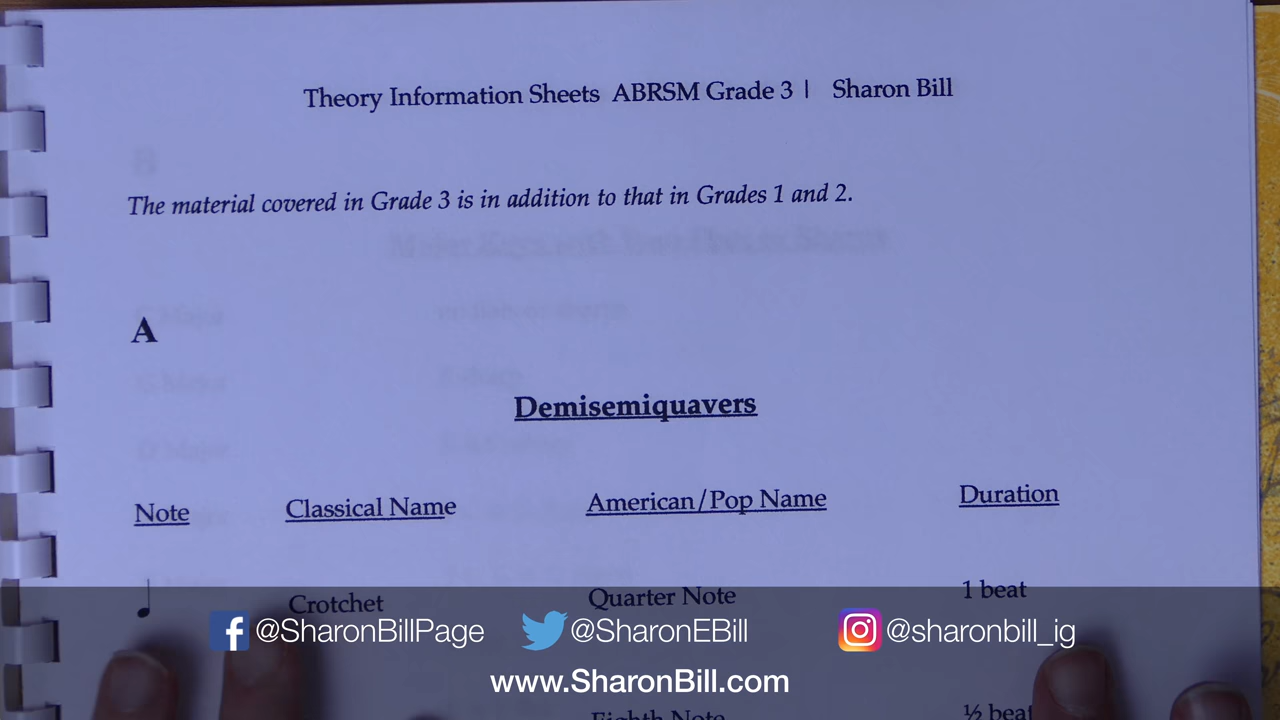 Theory Information Sheets ABRSM Grade 3 | Sharon Bill
The material covered in Grade 3 is in addition to that in Grades 1 and 2.
A
Demisemiquavers
Note Classical Name American/Pop Name Duration
Crotchet Quarter Note 1 beat
@SharonBillPage @SharonEBill @sharonbill_ig
www.SharonBill.com
Eighth Note ½ beat